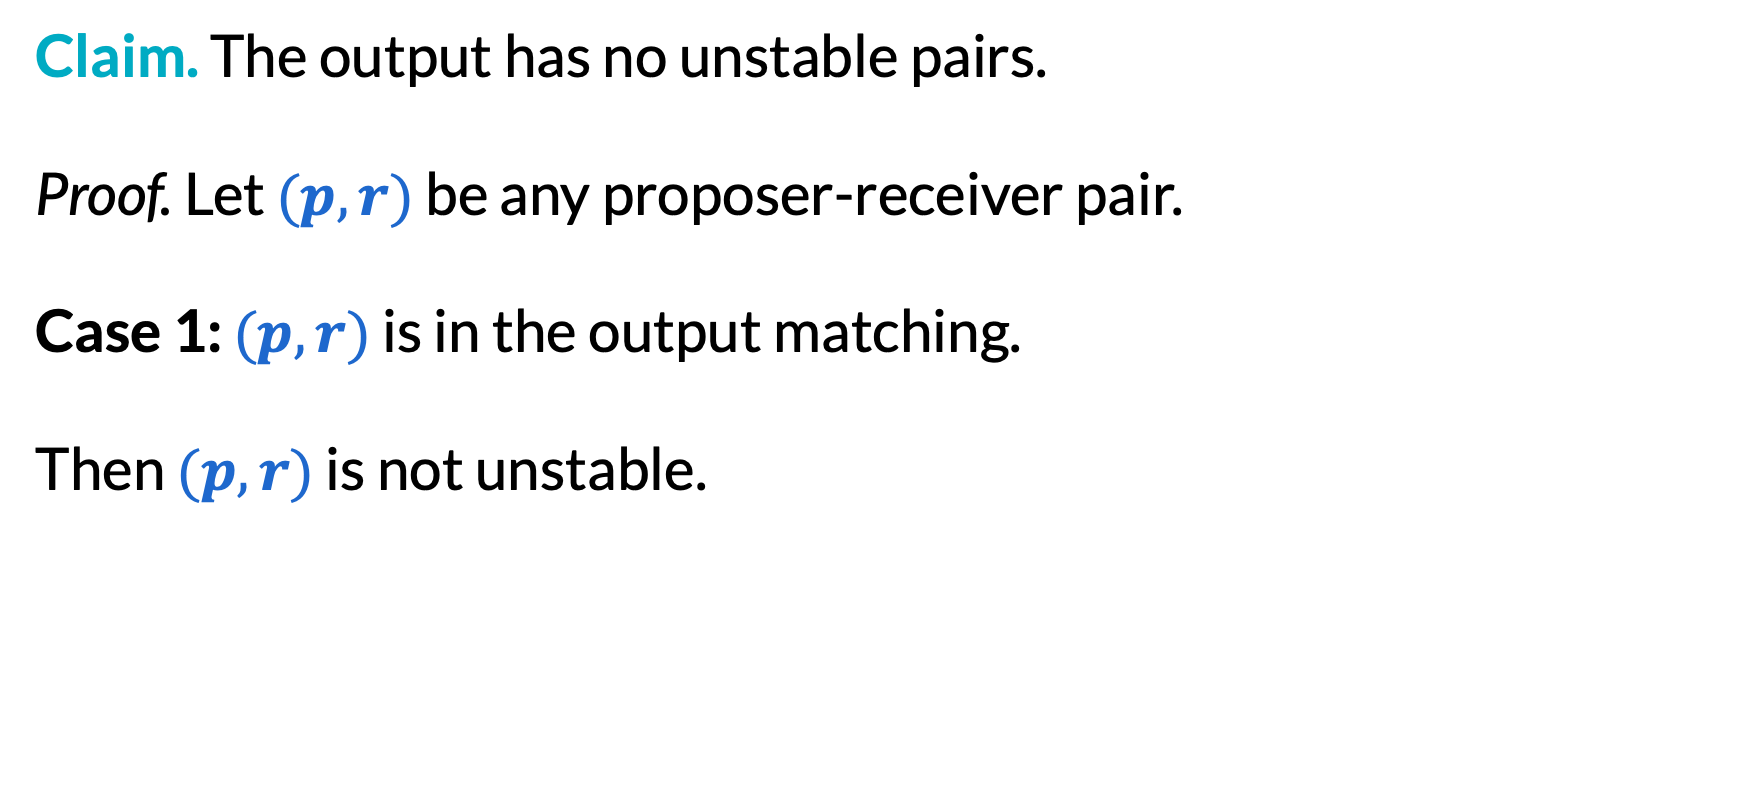 Claim. The output has no unstable pairs.
Proof. Let (p, r) be any proposer-receiver pair.
Case 1: (p, r) is in the output matching.
Then (p, r) is not unstable.